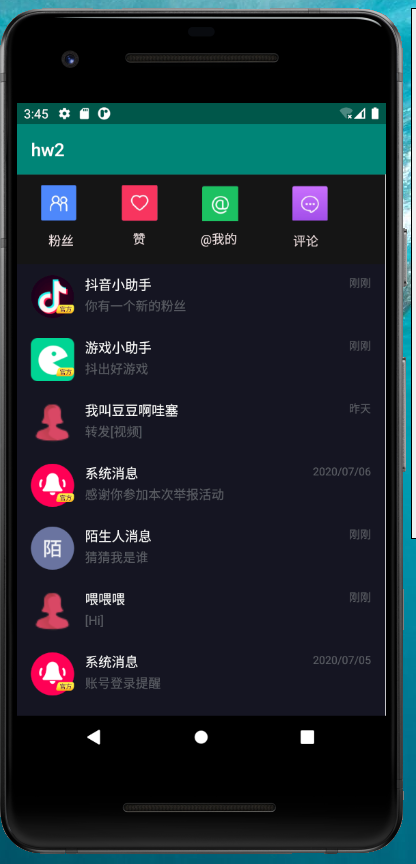 3:45
hw2
粉丝 赞 @我的 评论
抖音小助手 刚刚
你有一个新的粉丝
官方
游戏小助手 刚刚
抖出好游戏
官方
我叫豆豆啊哇塞 昨天
转发[视频]
系统消息 2020/07/06
感谢你参加本次举报活动
官方
陌
陌生人消息 刚刚
猜猜我是谁
喂喂喂 刚刚
[Hi]
系统消息 2020/07/05
账号登录提醒
官方